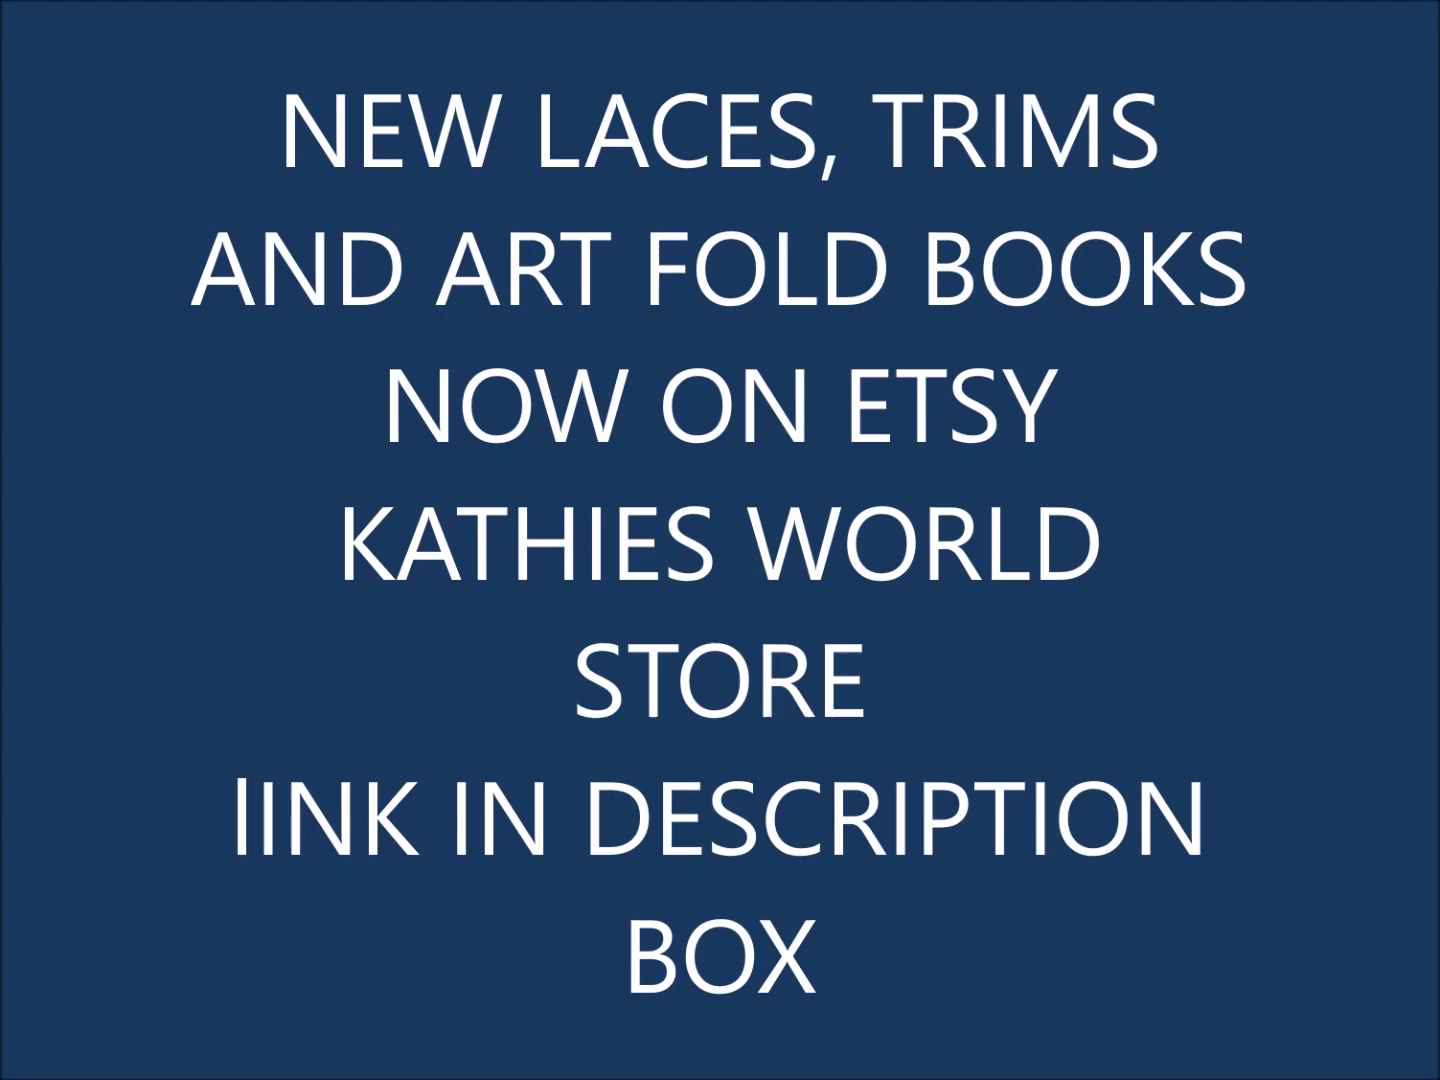 NEW LACES, TRIMS
AND ART FOLD BOOKS
NOW ON ETSY
KATHIES WORLD
STORE
lINK IN DESCRIPTION
BOX